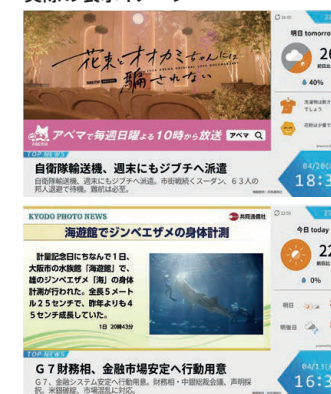 花束とオオカミちゃんには
騙されない
アベマで毎週日曜よる10時から放送
アベマ
明日 tomorrow
20
40%
TOP NEWS
自衛隊輸送機、週末にもジブチへ派遣
自衛隊輸送機、週末にもジブチへ派遣。市街戦続くスーダン、63人の
邦人退避で待機。難航は必至。
04/20
18:3
KYODO PHOTO NEWS
共同通信社
海遊館でジンベエザメの身体計測
計量記念日にちなんで1日、
大阪市の水族館「海遊館」で、
雄のジンベエザメ「海」の身体
計測が行われた。全長5メート
ル25センチで、昨年よりも4
5センチ成長していた。
1日 20時43分
今日 today
22
0%
明日
明後日
TOP NEWS
G7財務相、金融市場安定へ行動用意
G7、金融システム安定へ行動用意。財務相・中銀総裁会議、声明採
択。米銀破綻、市場混乱に対応。
04/13
16:3